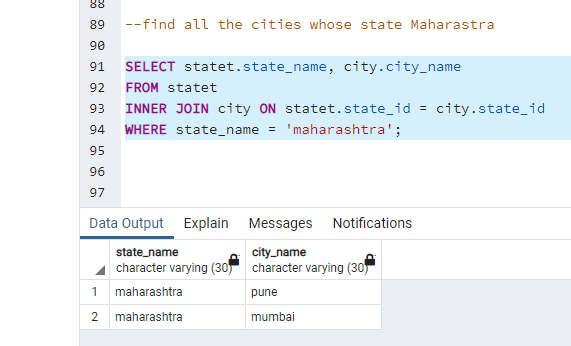 88
89 --find all the cities whose state Maharastra
90
91 SELECT statet.state_name, city.city_name
92 FROM statet
93 INNER JOIN city ON statet.state_id = city.state_id
94 WHERE state_name = 'maharashtra';
95
96
97
Data Output Explain Messages Notifications
state_name city_name
character varying (30) character varying (30)
1 maharashtra pune
2 maharashtra mumbai